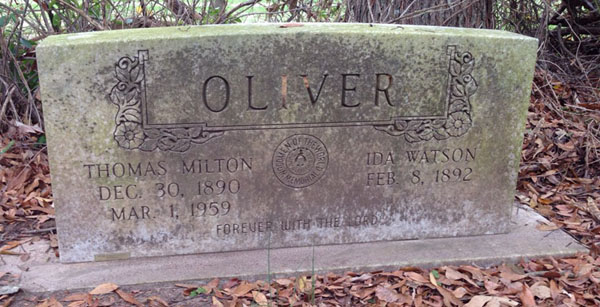 OLIVER
THOMAS MILTON
DEC. 30, 1890
MAR. 1, 1959
IDA WATSON
FEB. 8, 1892
FOREVER WITH THE LORD